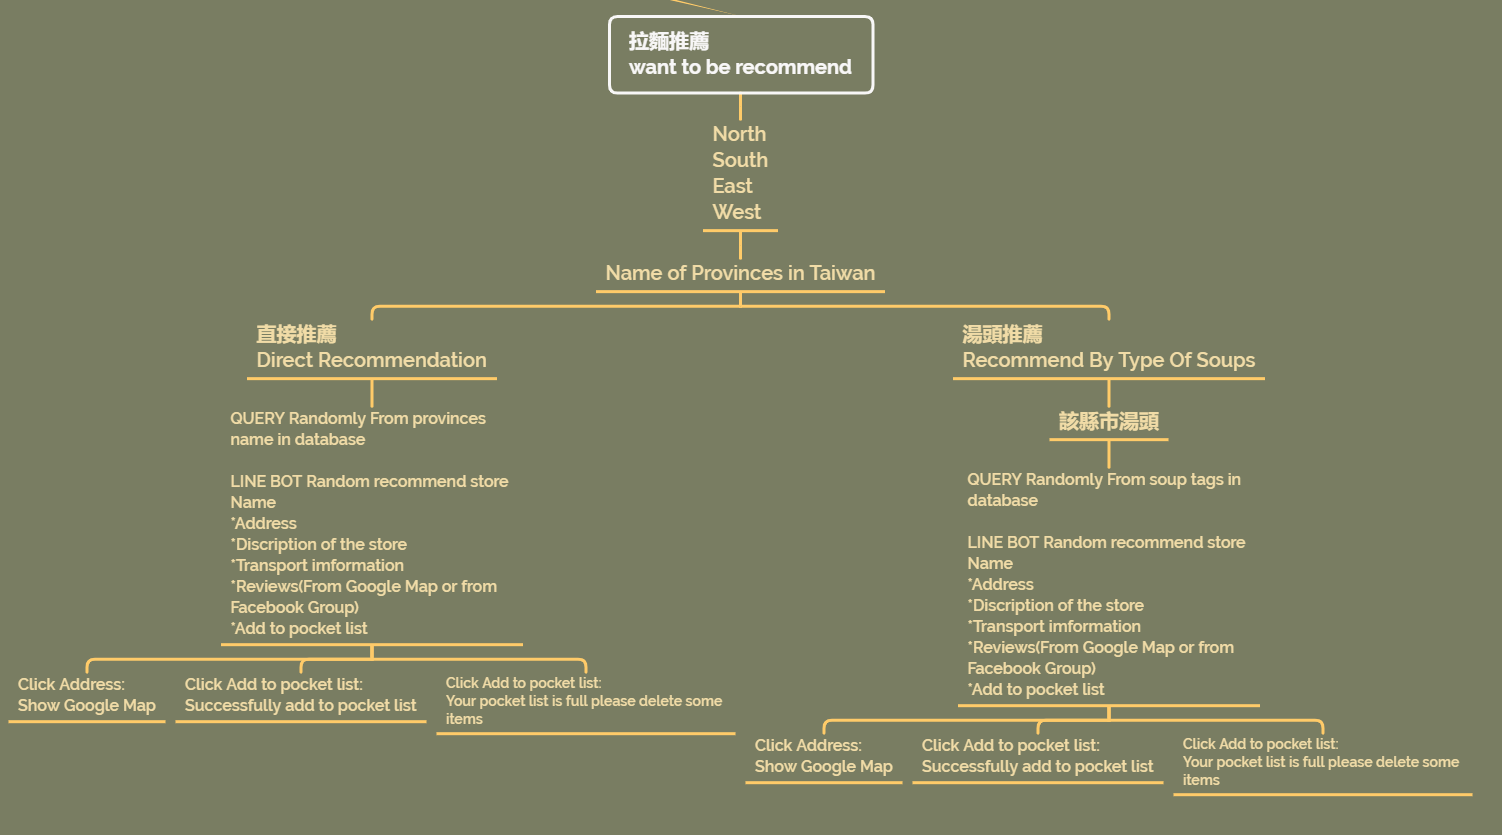 拉麵推薦
want to be recommend
North
South
East
West
Name of Provinces in Taiwan
直接推薦
Direct Recommendation
QUERY Randomly From provinces
name in database
LINE BOT Random recommend store
Name
*Address
*Discription of the store
*Transport imformation
*Reviews(From Google Map or from
Facebook Group)
*Add to pocket list
Click Address:
Show Google Map
Click Add to pocket list:
Successfully add to pocket list
Click Add to pocket list:
Your pocket list is full please delete some
items
湯頭推薦
Recommend By Type Of Soups
該縣市湯頭
QUERY Randomly From soup tags in
database
LINE BOT Random recommend store
Name
*Address
*Discription of the store
*Transport imformation
*Reviews(From Google Map or from
Facebook Group)
*Add to pocket list
Click Address:
Show Google Map
Click Add to pocket list:
Successfully add to pocket list
Click Add to pocket list:
Your pocket list is full please delete some
items